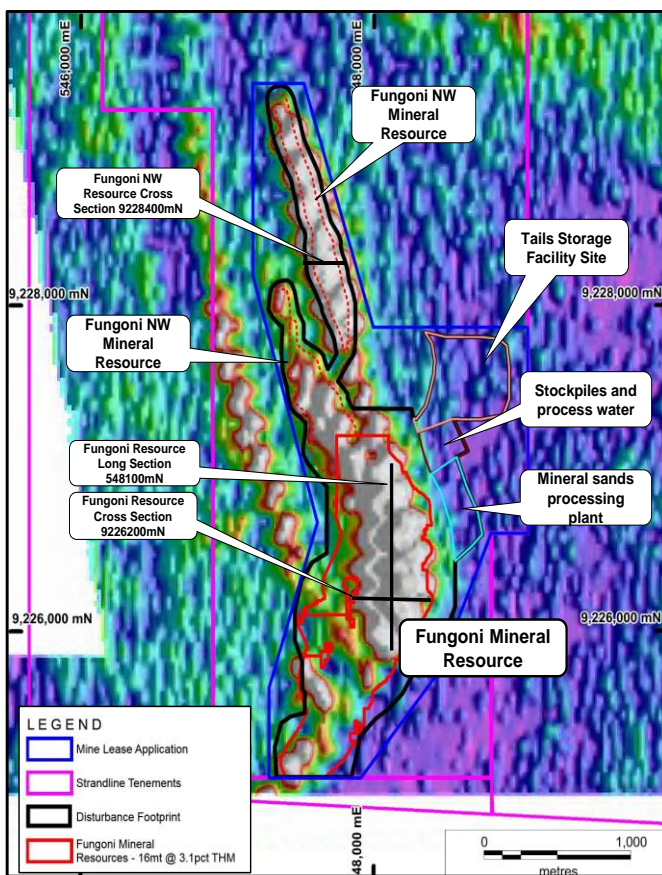 546,000 mE
48,000 mE
Fungoni NW
Mineral
Resource
Fungoni NW
Resource Cross
Section 9228400mN
Tails Storage
Facility Site
9,228,000 mN
9,228,000 mN
Fungoni NW
Mineral
Resource
Stockpiles and
process water
Fungoni Resource
Long Section
548100mN
Mineral sands
processing
plant
Fungoni Resource
Cross Section
9226200mN
9,226,000 mN
9,226,000 mN
Fungoni Mineral
Resource
LEGEND
Mine Lease Application
Strandline Tenements
Disturbance Footprint
Fungoni Mineral
Resources - 16mt @ 3.1pct THM
48,000 mE
0
1,000
metres